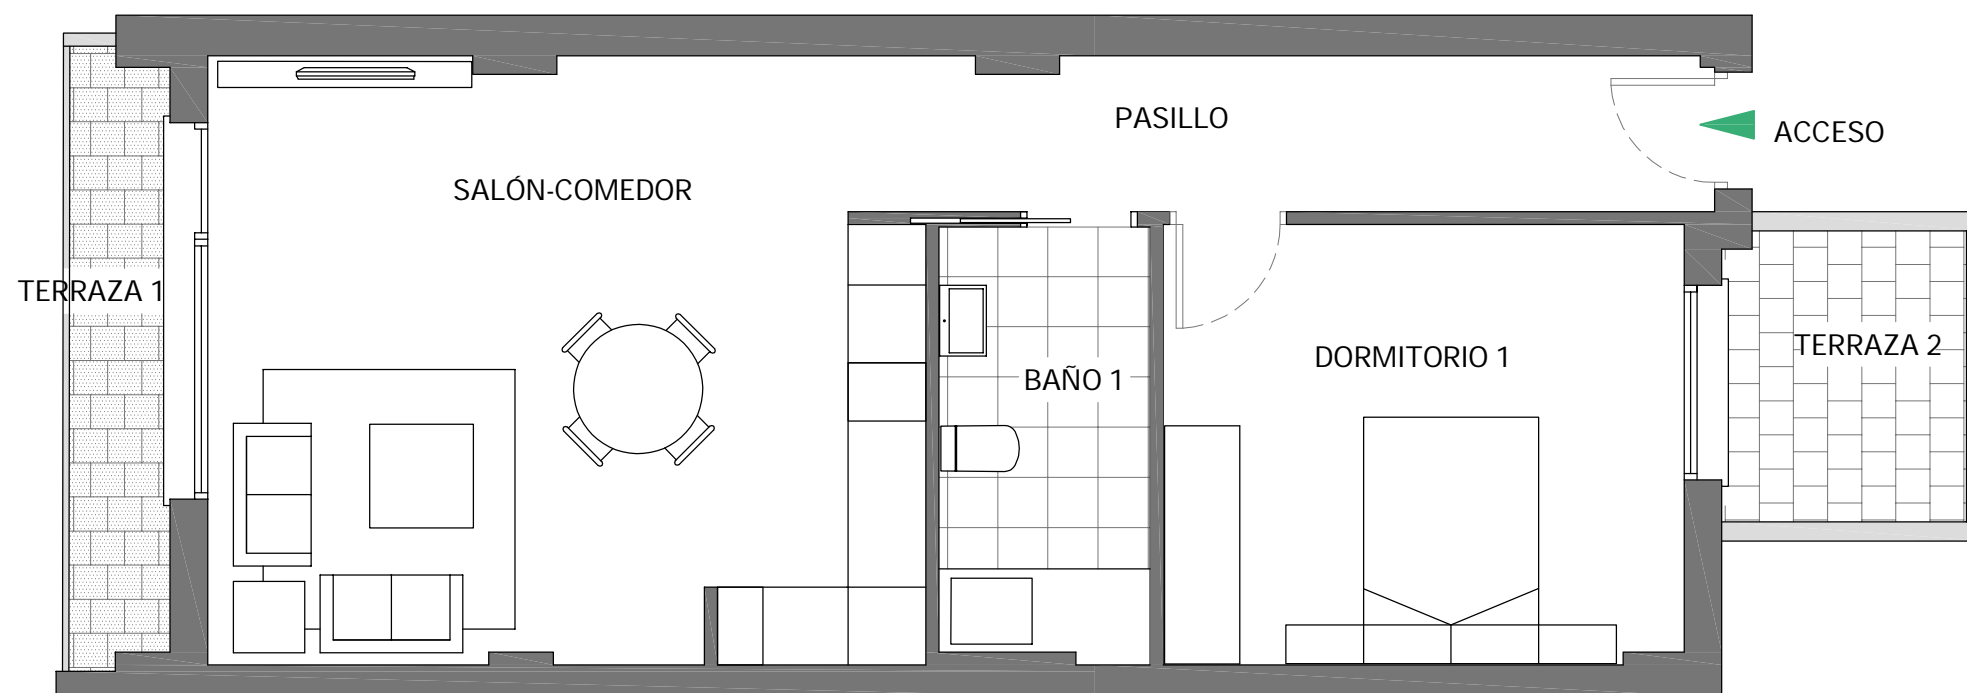 PASILLO
ACCESO
SALÓN-COMEDOR
TERRAZA 1
TERRAZA 2
DORMITORIO 1
BAÑO 1